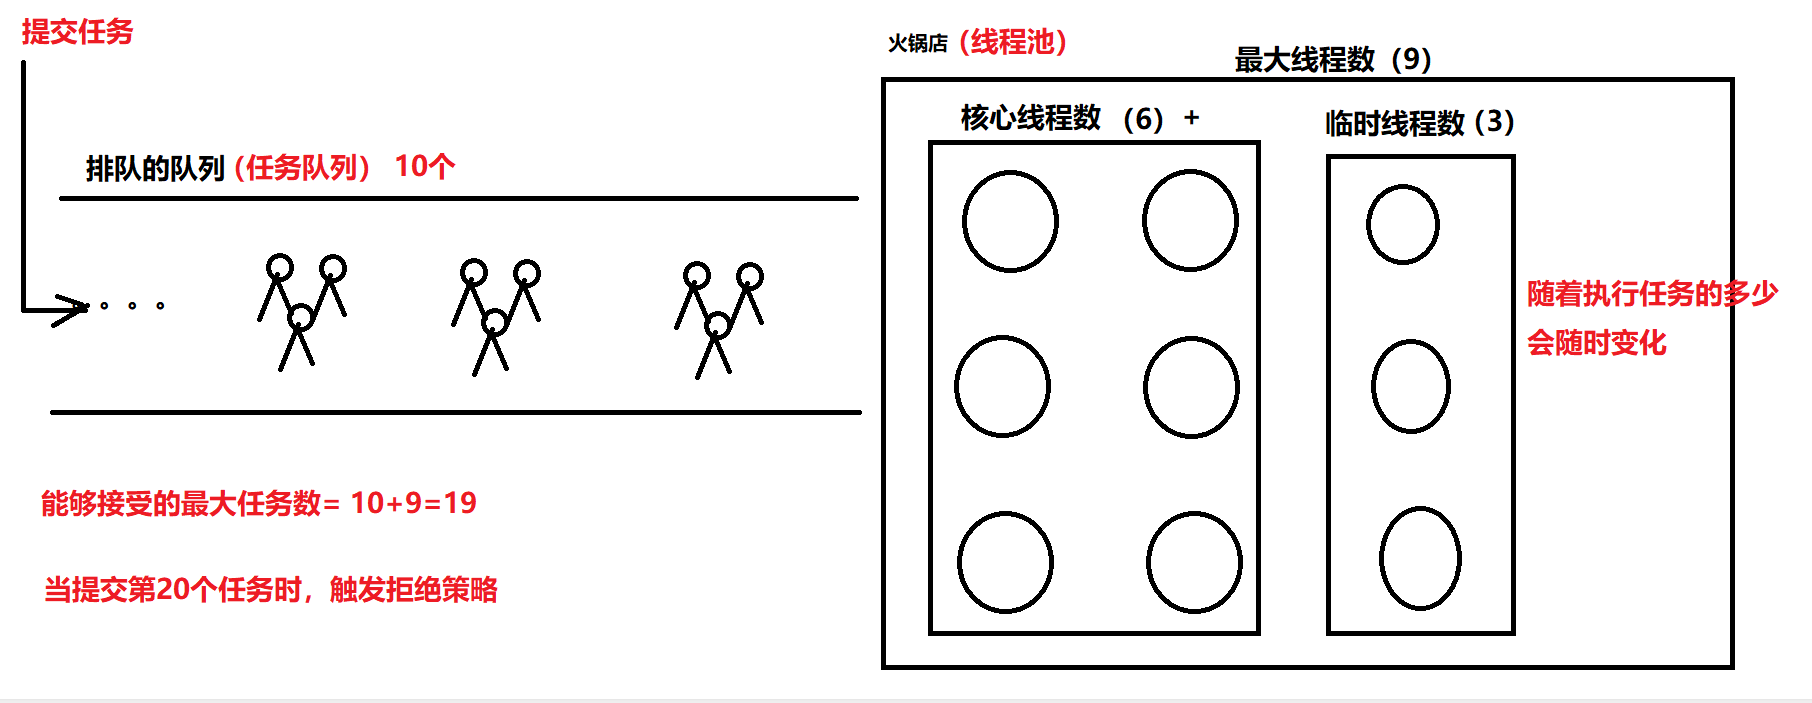 提交任务
火锅店（线程池）
最大线程数（9）
核心线程数（6）+
临时线程数（3）
排队的队列（任务队列） 10个
。。。
随着执行任务的多少
会随时变化
能够接受的最大任务数= 10+9=19
当提交第20个任务时，触发拒绝策略